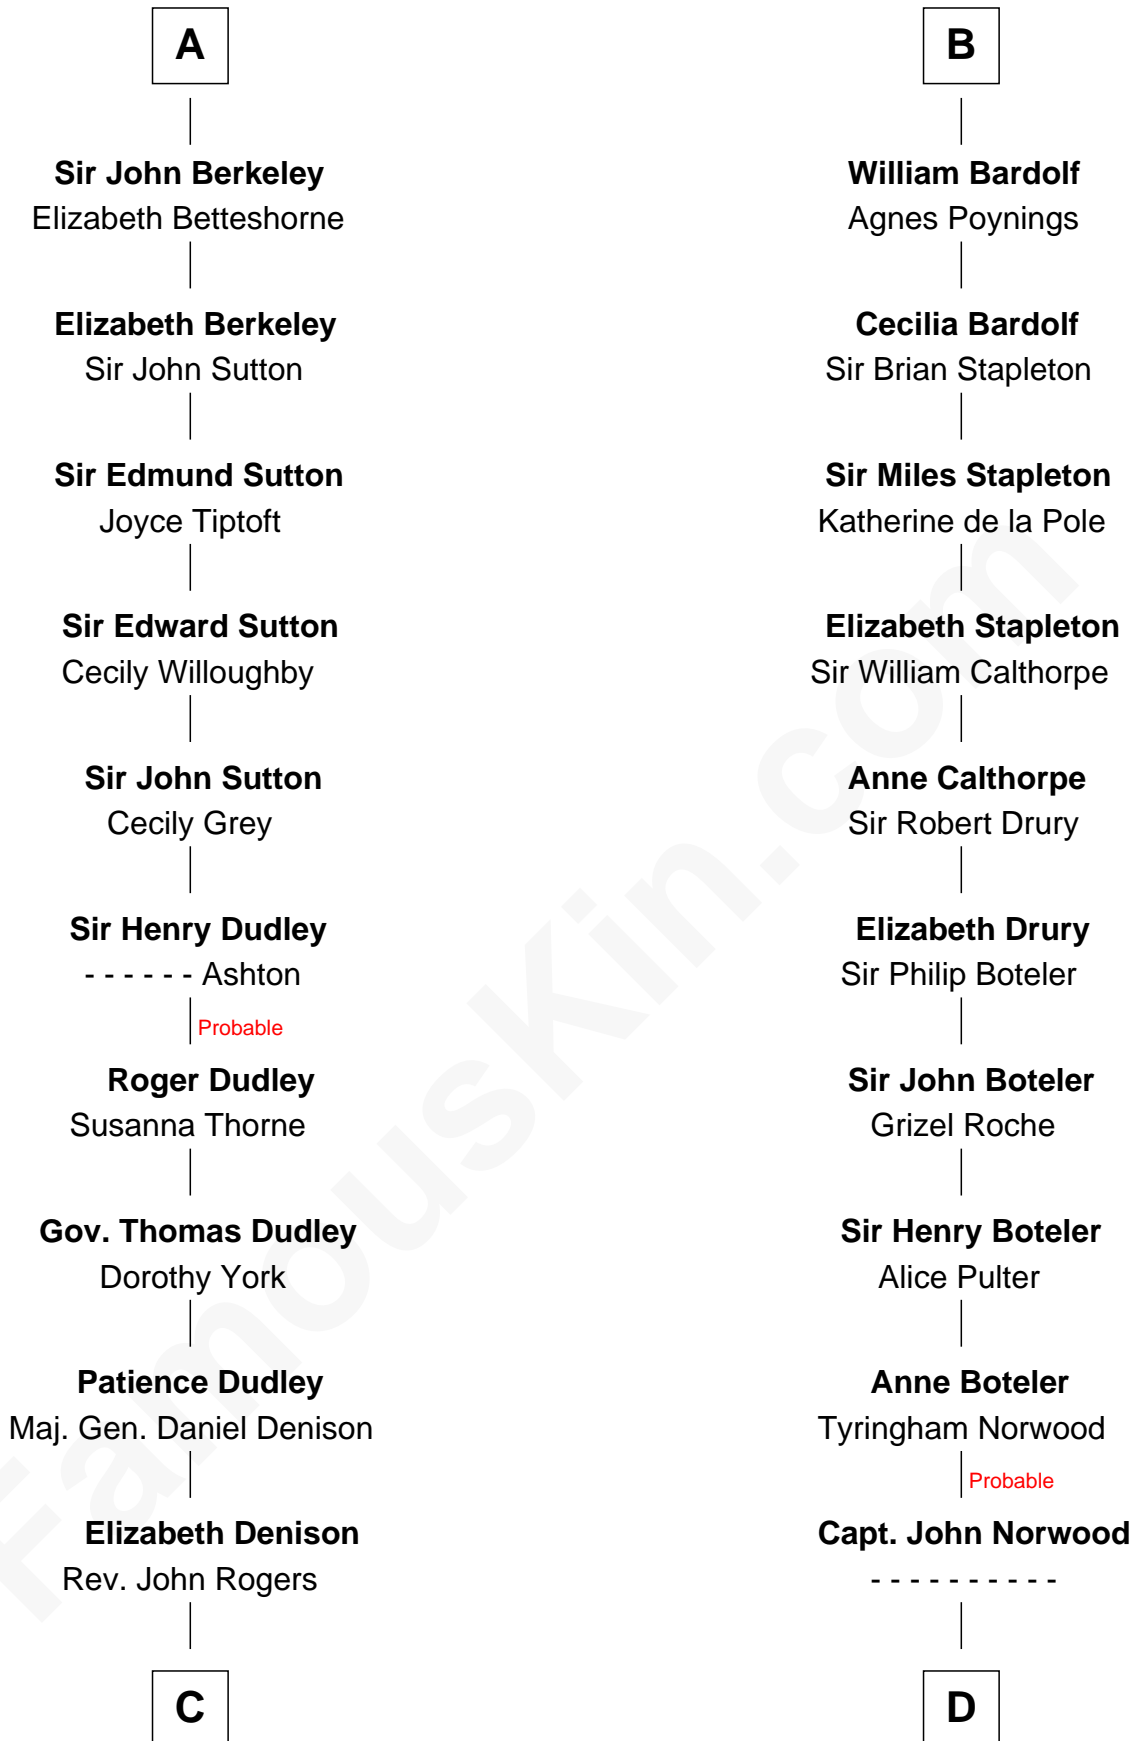 A
Sir John Berkeley
Elizabeth Betteshorne
Elizabeth Berkeley
Sir John Sutton
Sir Edmund Sutton
Joyce Tiptoft
Sir Edward Sutton
Cecily Willoughby
Sir John Sutton
Cecily Grey
Sir Henry Dudley
- - - - - - Ashton
Probable
Roger Dudley
Susanna Thorne
Gov. Thomas Dudley
Dorothy York
Patience Dudley
Maj. Gen. Daniel Denison
Elizabeth Denison
Rev. John Rogers
C
B
William Bardolf
Agnes Poynings
Cecilia Bardolf
Sir Brian Stapleton
Sir Miles Stapleton
Katherine de la Pole
Elizabeth Stapleton
Sir William Calthorpe
Anne Calthorpe
Sir Robert Drury
Elizabeth Drury
Sir Philip Boteler
Sir John Boteler
Grizel Roche
Sir Henry Boteler
Alice Pulter
Anne Boteler
Tyringham Norwood
Probable
Capt. John Norwood
- - - - - - - - - -
D
FamousKin.com